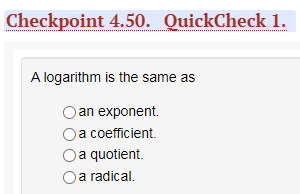 Checkpoint 4.50. QuickCheck 1.
A logarithm is the same as
an exponent.
a coefficient.
a quotient.
a radical.